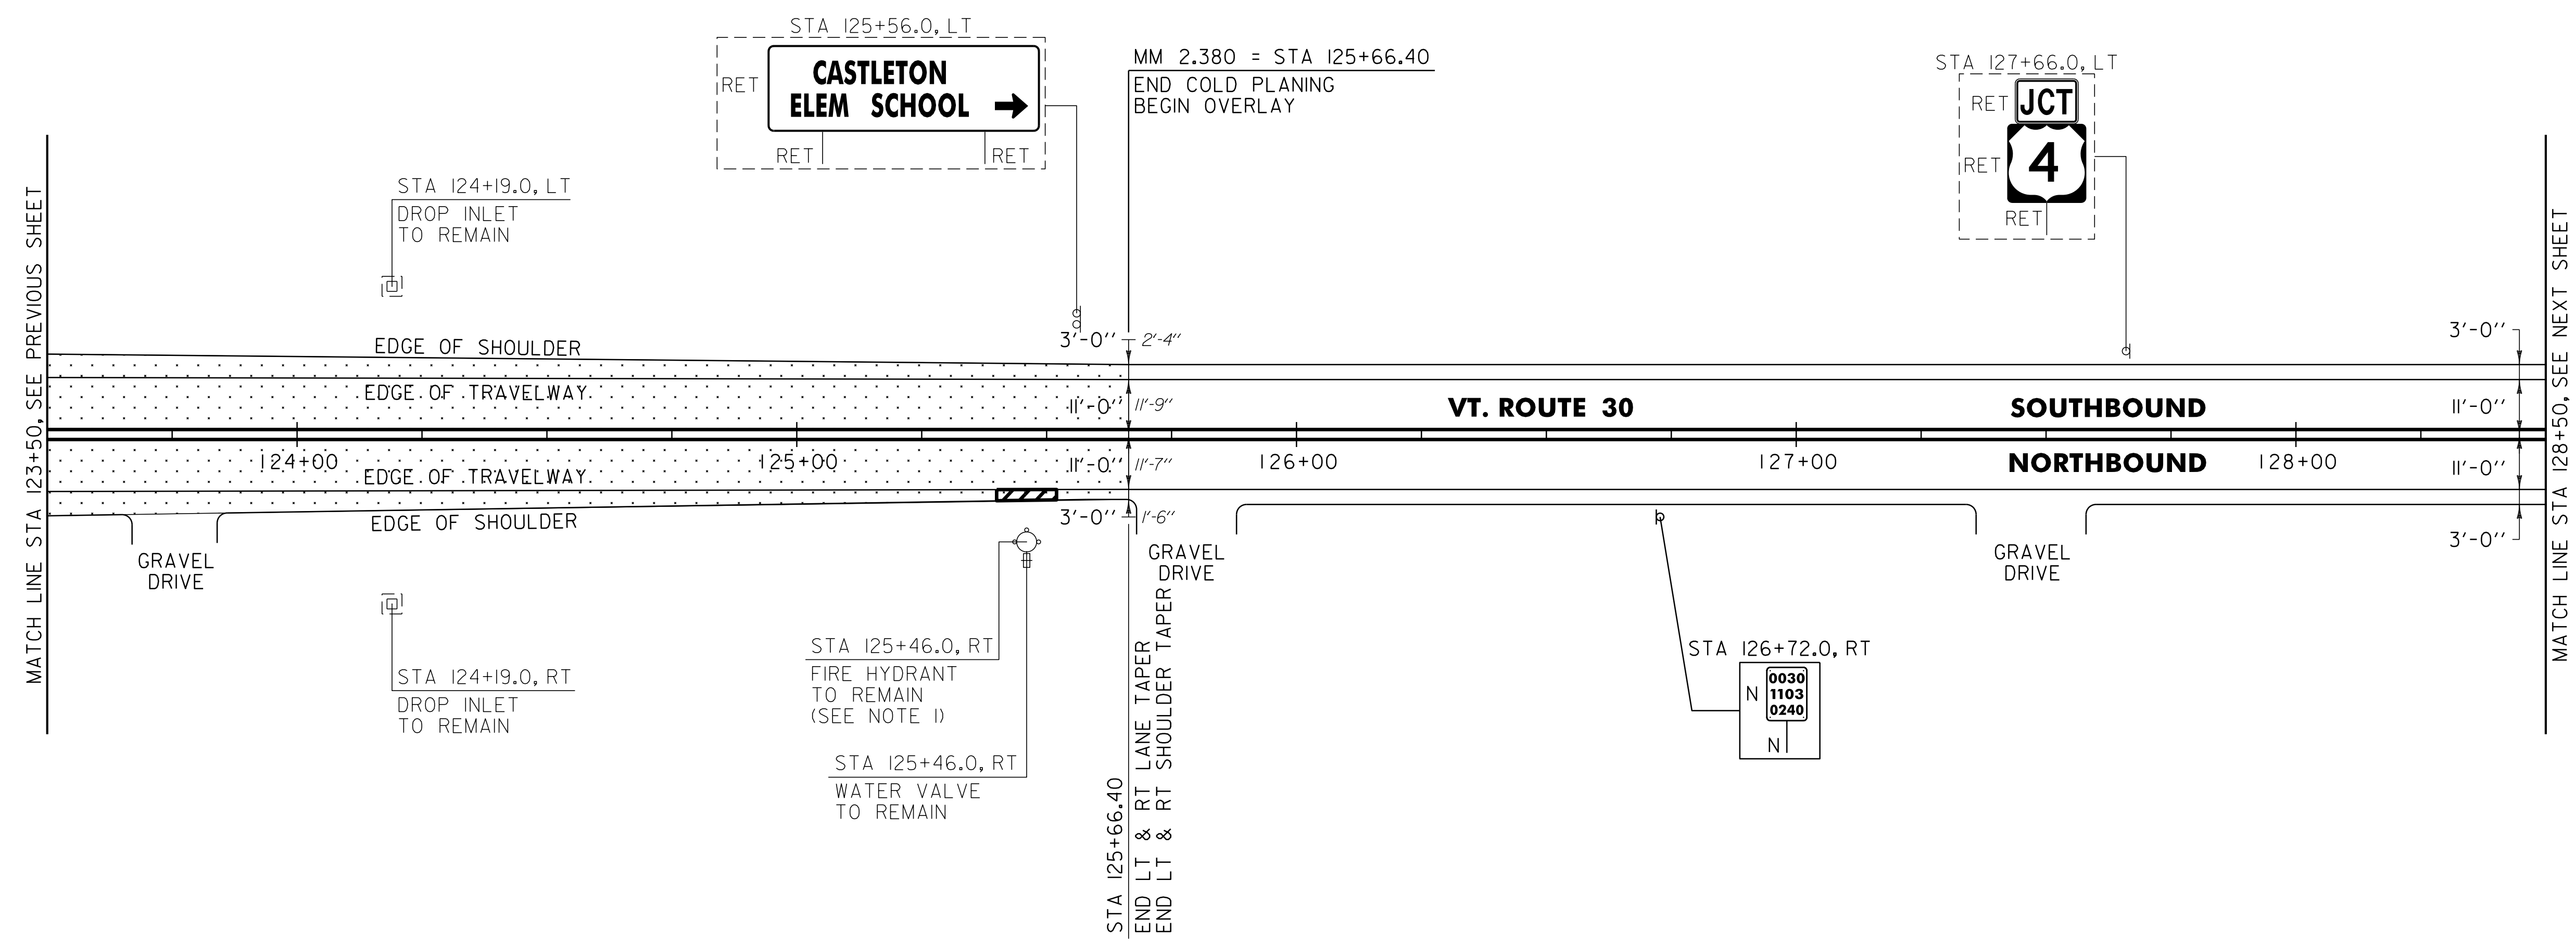 STA 125+56.0, LT
RET
CASTLETON
ELEM SCHOOL
RET
RET
MM 2.380 = STA 125+66.40
END COLD PLANING
BEGIN OVERLAY
STA 127+66.0, LT
RET
JCT
RET
4
RET
STA 124+19.0, LT
DROP INLET
TO REMAIN
MATCH LINE STA 123+50, SEE PREVIOUS SHEET
EDGE OF SHOULDER
EDGE OF TRAVELWAY
3'-0"
2'-4"
11'-0"
11'-9"
VT. ROUTE 30
SOUTHBOUND
3'-0"
11'-0"
124+00
125+00
126+00
127+00
128+00
EDGE OF TRAVELWAY
11'-0"
11'-7"
NORTHBOUND
11'-0"
EDGE OF SHOULDER
3'-0"
1'-6"
3'-0"
MATCH LINE STA 128+50, SEE NEXT SHEET
GRAVEL
DRIVE
GRAVEL
DRIVE
GRAVEL
DRIVE
STA 124+19.0, RT
DROP INLET
TO REMAIN
STA 125+46.0, RT
FIRE HYDRANT
TO REMAIN
(SEE NOTE 1)
STA 125+46.0, RT
WATER VALVE
TO REMAIN
STA 125+66.40
END LT & RT LANE TAPER
END LT & RT SHOULDER TAPER
STA 126+72.0, RT
N
0030
1103
0240
N